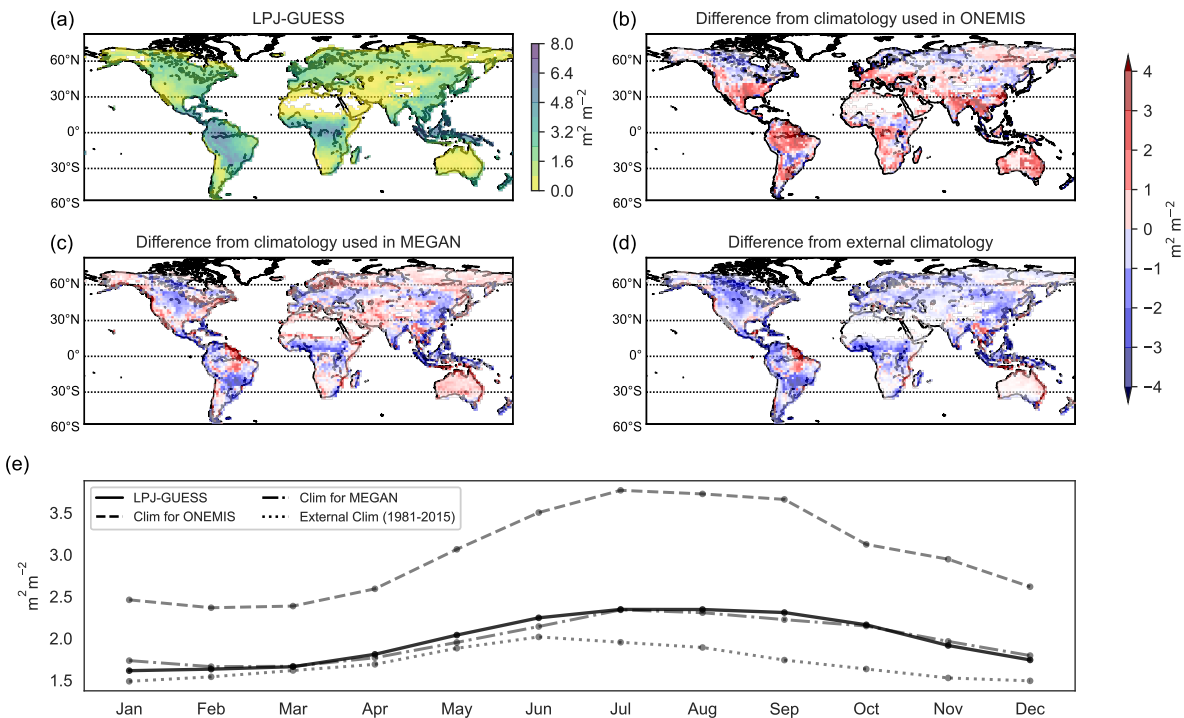 (a) LPJ-GUESS
60°N
30°N
0°
30°S
60°S
8.0
6.4
4.8
3.2
1.6
0.0
m² m⁻²
(b) Difference from climatology used in ONEMIS
60°N
30°N
0°
30°S
60°S
(c) Difference from climatology used in MEGAN
60°N
30°N
0°
30°S
60°S
(d) Difference from external climatology
60°N
30°N
0°
30°S
60°S
4
3
2
1
0
−1
−2
−3
−4
m² m⁻²
(e)
LPJ-GUESS
Clim for ONEMIS
Clim for MEGAN
External Clim (1981-2015)
3.5
3.0
2.5
2.0
1.5
m² m⁻²
Jan Feb Mar Apr May Jun Jul Aug Sep Oct Nov Dec